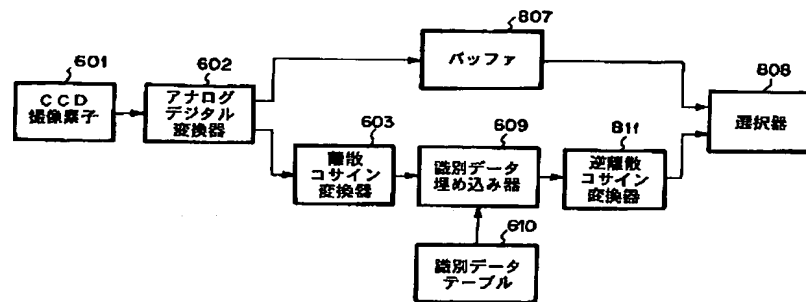 807
バッファ
601
CCD
撮像素子
602
アナログ
デジタル
変換器
808
選択器
603
離散
コサイン
変換器
609
識別データ
埋め込み器
811
逆離散
コサイン
変換器
610
識別データ
テーブル